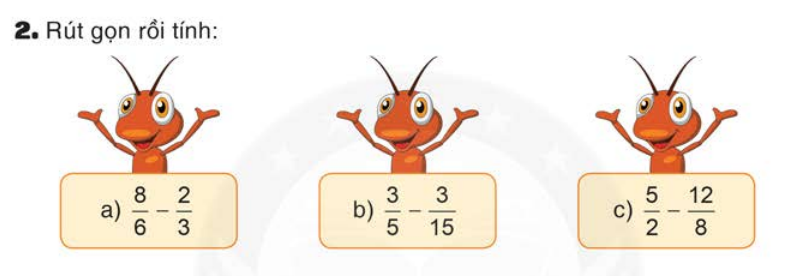 2. Rút gọn rồi tính:
a) 8/6 − 2/3
b) 3/5 − 3/15
c) 5/2 − 12/8